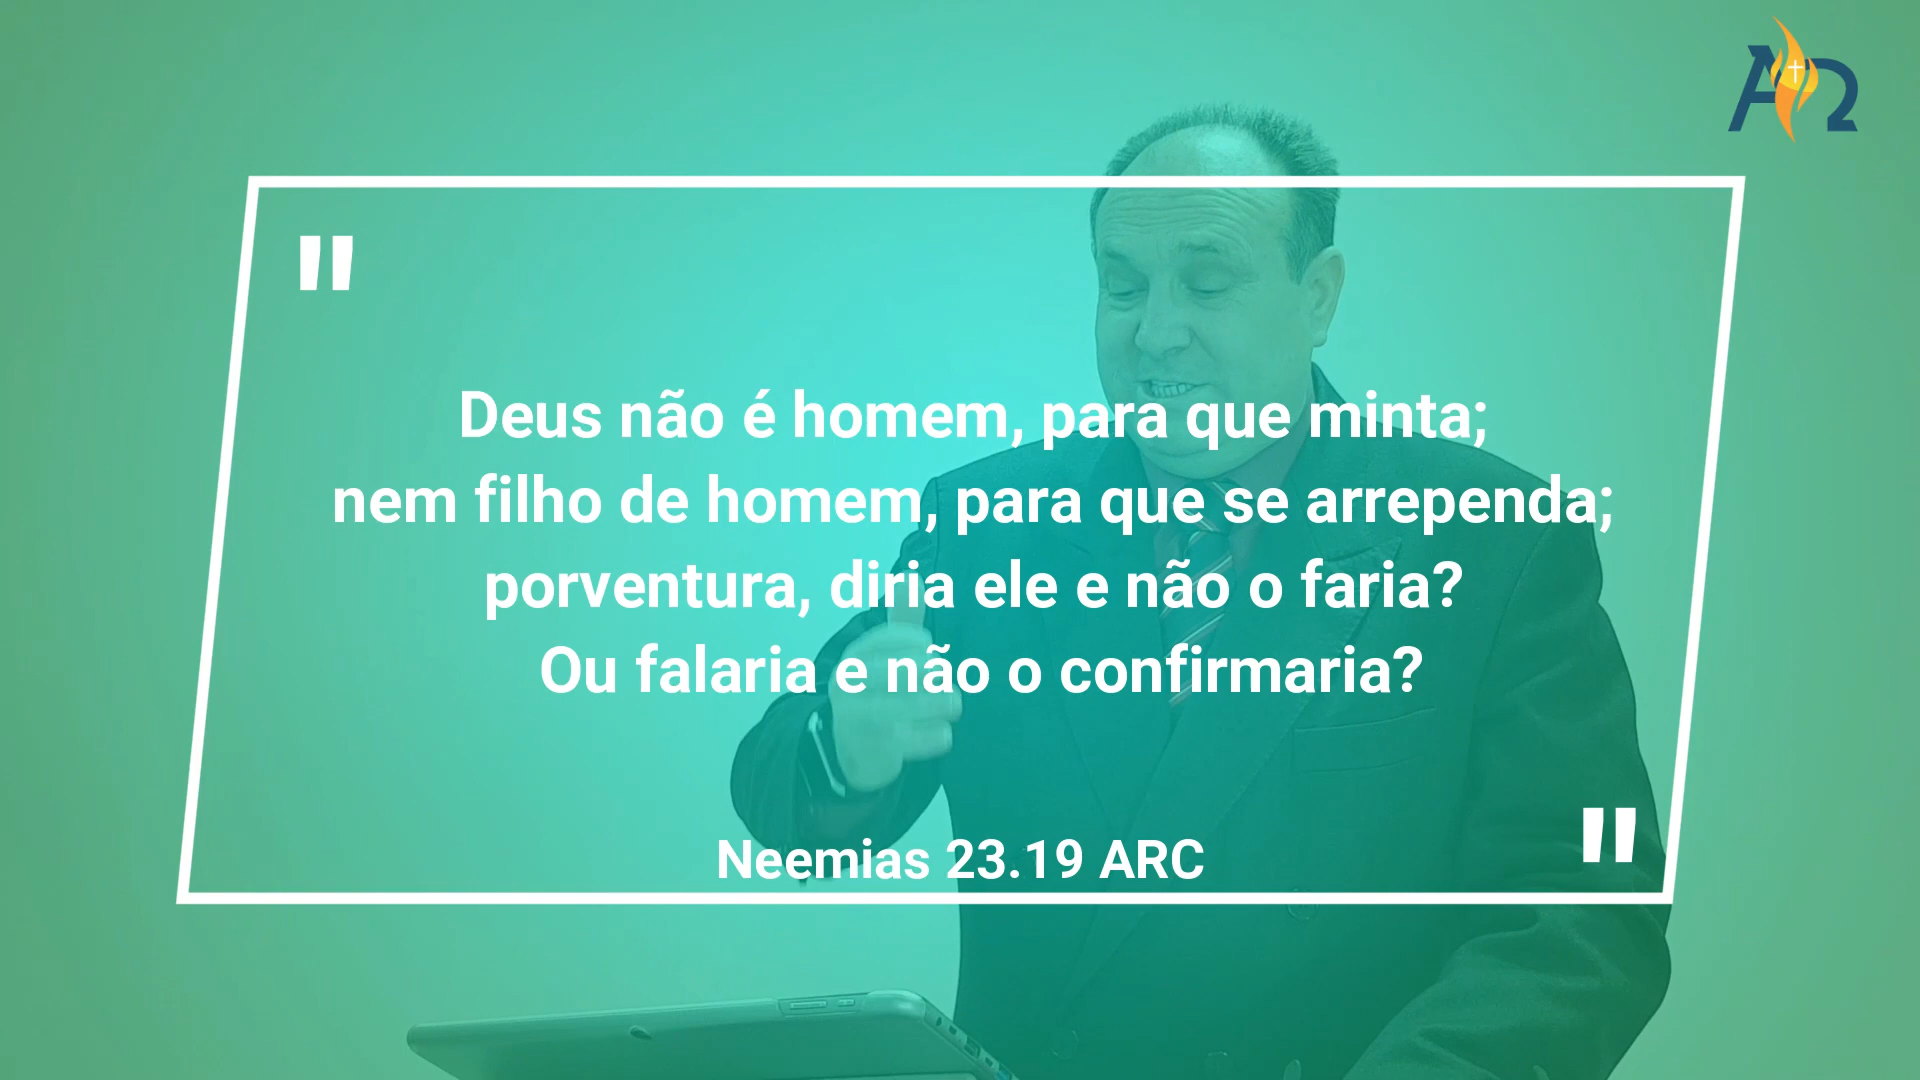 AΩ
"
Deus não é homem, para que minta;
nem filho de homem, para que se arrependa;
porventura, diria ele e não o faria?
Ou falaria e não o confirmaria?
Neemias 23.19 ARC
"